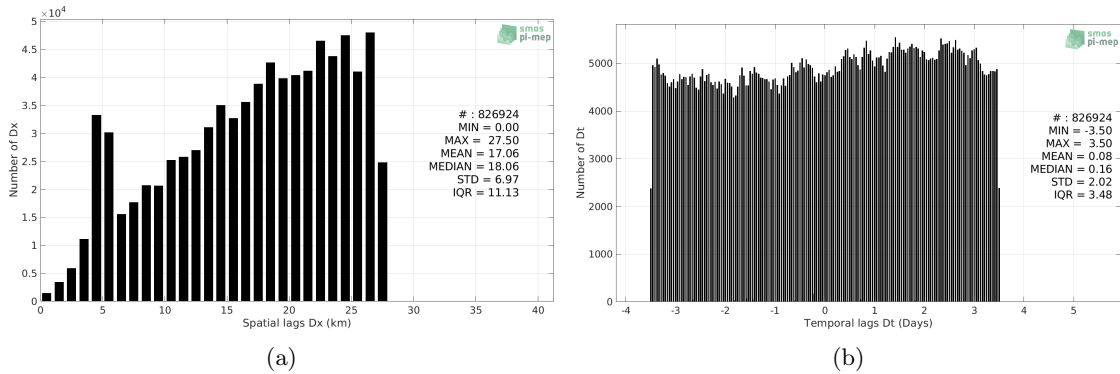 ×10⁴
5
4.5
4
3.5
3
2.5
2
1.5
1
0.5
0
Number of Dx
0 5 10 15 20 25 30 35 40
Spatial lags Dx (km)
smos
pi-mep
# : 826924
MIN = 0.00
MAX = 27.50
MEAN = 17.06
MEDIAN = 18.06
STD = 6.97
IQR = 11.13
(a)
5000
4000
3000
2000
1000
0
Number of Dt
-4 -3 -2 -1 0 1 2 3 4 5
Temporal lags Dt (Days)
smos
pi-mep
# : 826924
MIN = -3.50
MAX = 3.50
MEAN = 0.08
MEDIAN = 0.16
STD = 2.02
IQR = 3.48
(b)